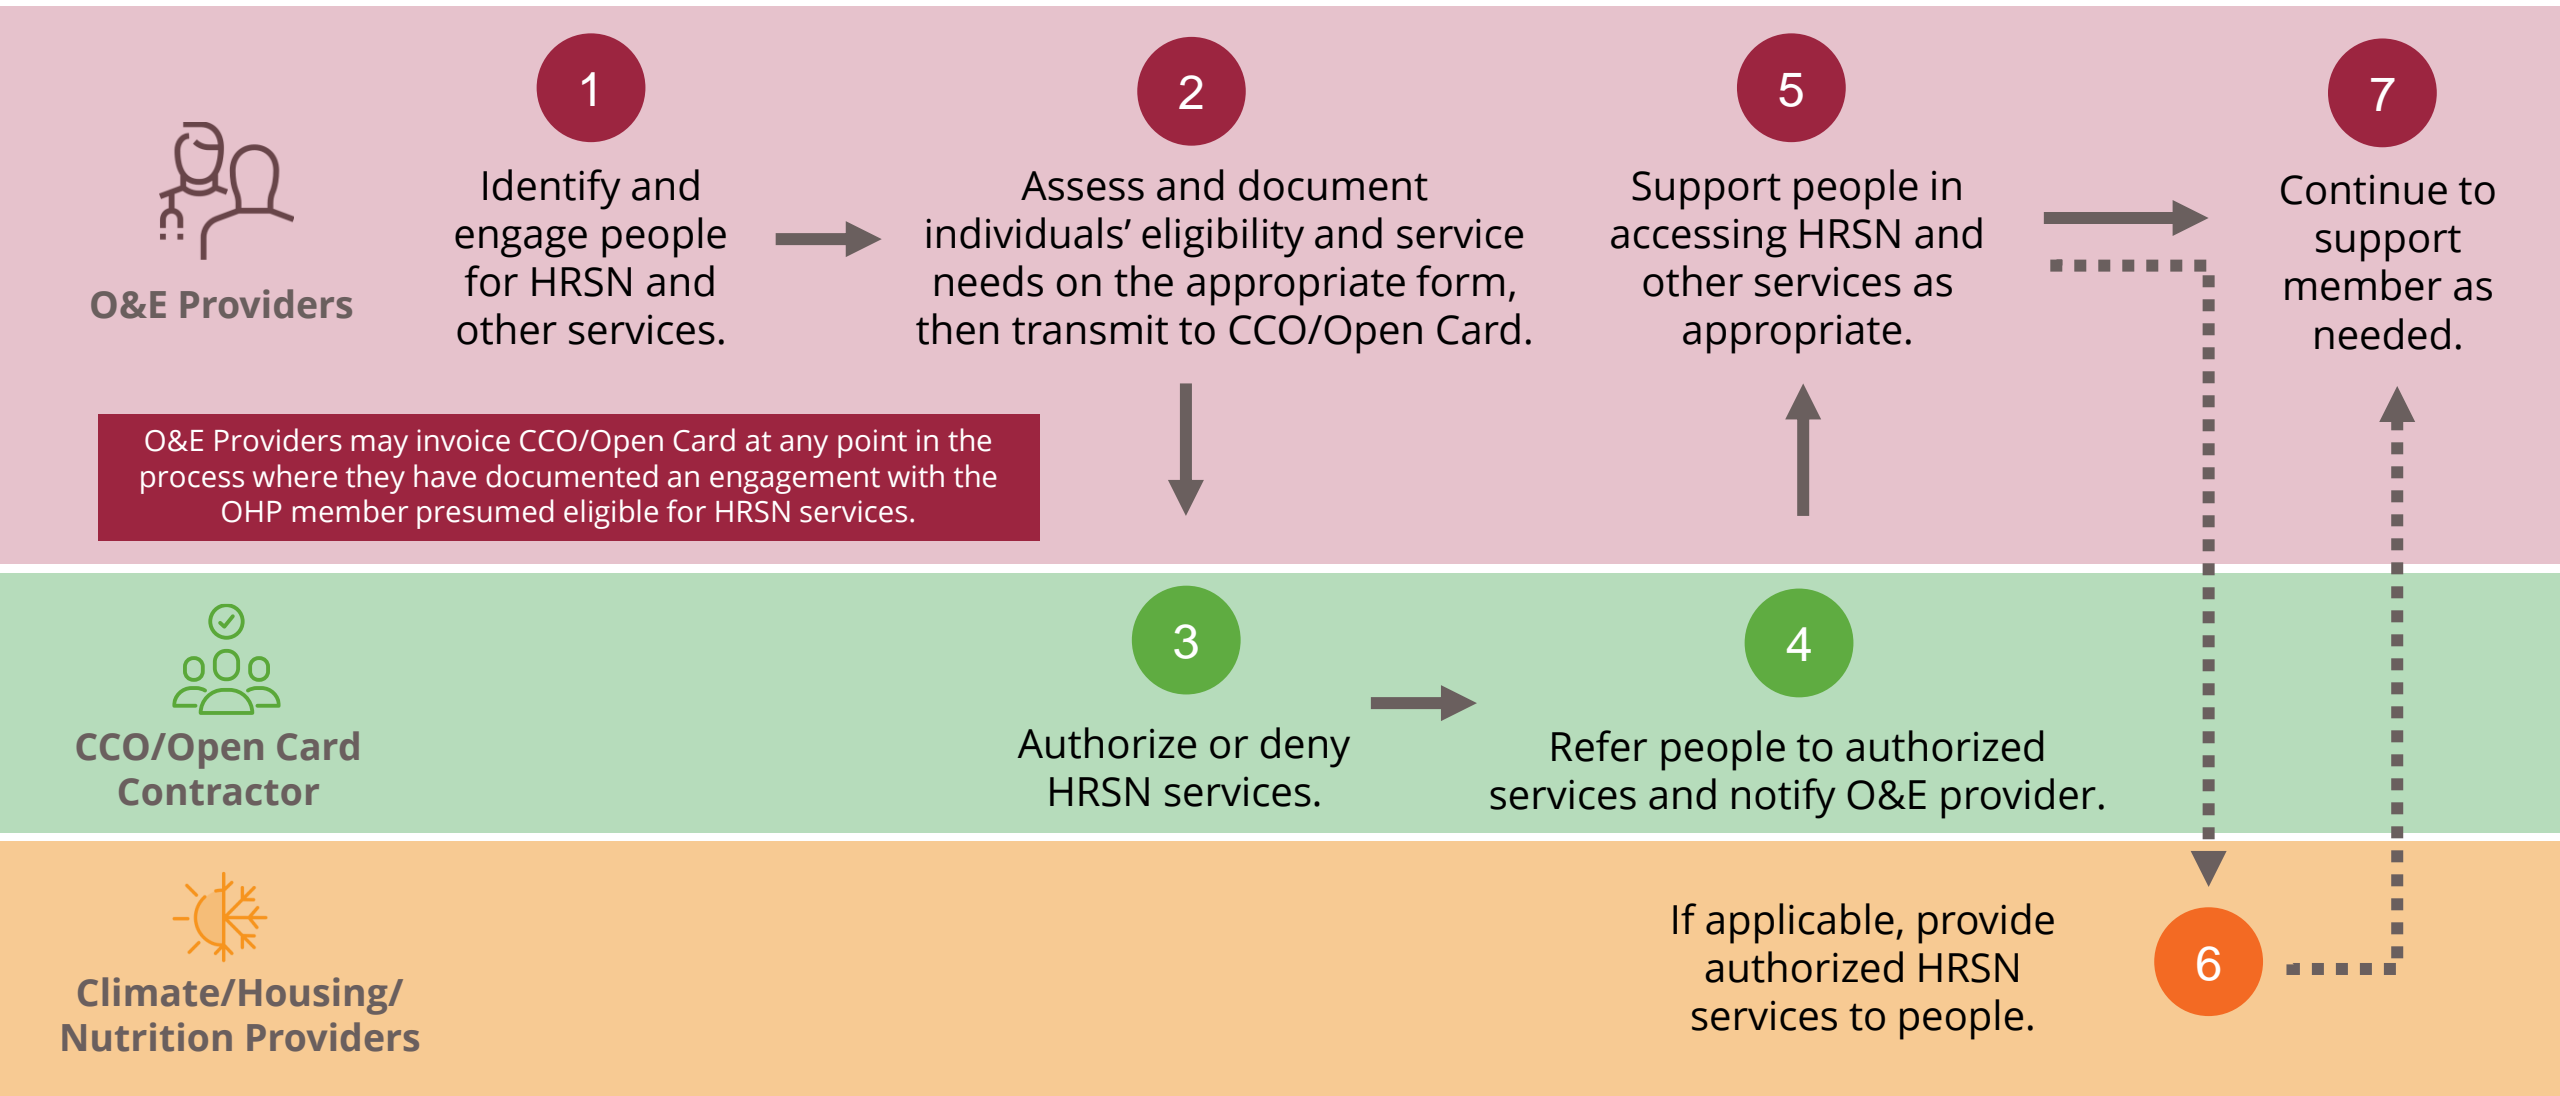 1
Identify and
engage people
for HRSN and
other services.
2
Assess and document
individuals’ eligibility and service
needs on the appropriate form,
then transmit to CCO/Open Card.
5
Support people in
accessing HRSN and
other services as
appropriate.
7
Continue to
support
member as
needed.
O&E Providers
O&E Providers may invoice CCO/Open Card at any point in the
process where they have documented an engagement with the
OHP member presumed eligible for HRSN services.
CCO/Open Card
Contractor
3
Authorize or deny
HRSN services.
4
Refer people to authorized
services and notify O&E provider.
Climate/Housing/
Nutrition Providers
If applicable, provide
authorized HRSN
services to people.
6